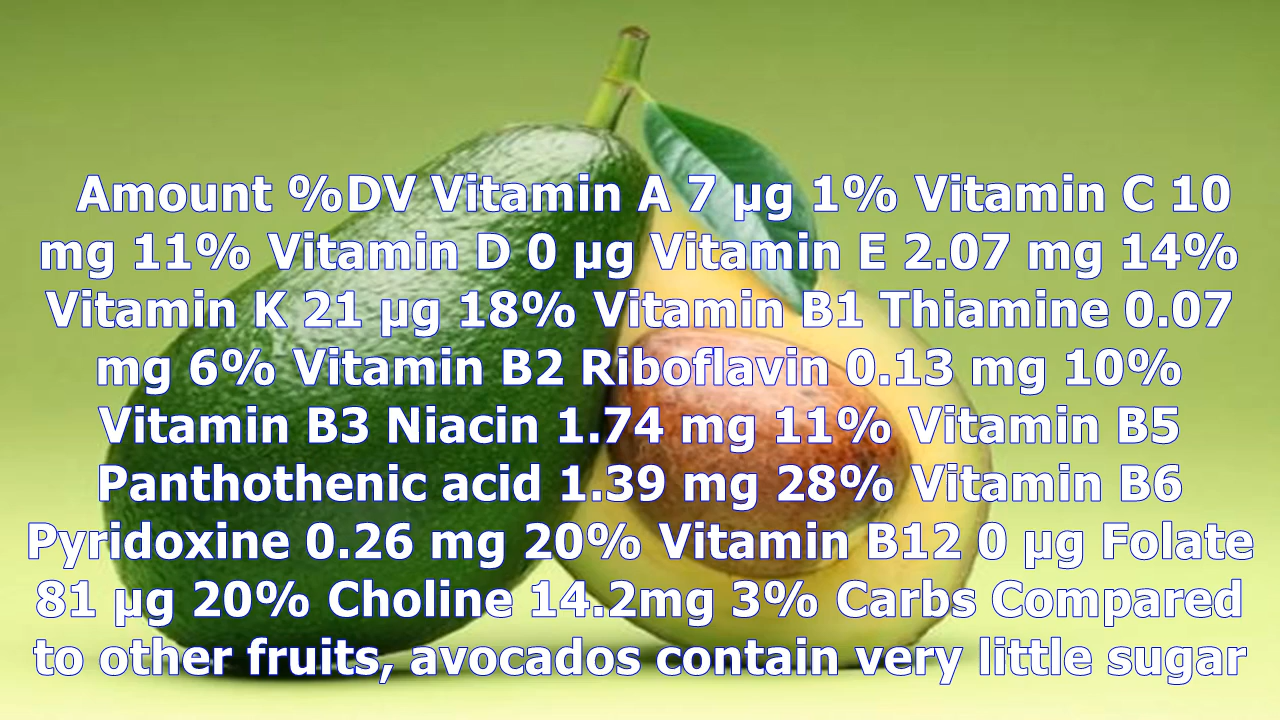 Amount %DV Vitamin A 7 µg 1% Vitamin C 10
mg 11% Vitamin D 0 µg Vitamin E 2.07 mg 14%
Vitamin K 21 µg 18% Vitamin B1 Thiamine 0.07
mg 6% Vitamin B2 Riboflavin 0.13 mg 10%
Vitamin B3 Niacin 1.74 mg 11% Vitamin B5
Panthothenic acid 1.39 mg 28% Vitamin B6
Pyridoxine 0.26 mg 20% Vitamin B12 0 µg Folate
81 µg 20% Choline 14.2mg 3% Carbs Compared
to other fruits, avocados contain very little sugar